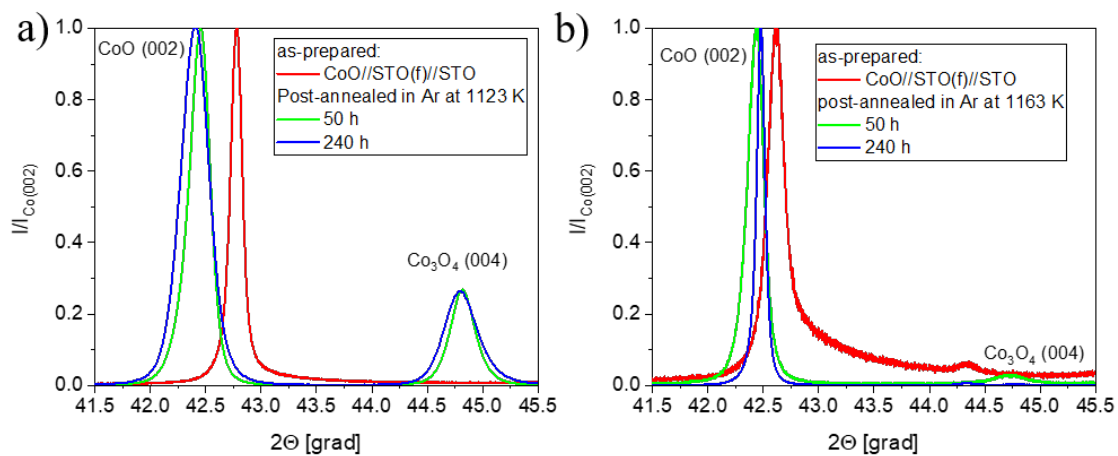 a)
CoO (002)
as-prepared:
CoO//STO(f)//STO
Post-annealed in Ar at 1123 K
50 h
240 h
Co₃O₄ (004)
I/I_Co(002)
1.0
0.8
0.6
0.4
0.2
0.0
41.5 42.0 42.5 43.0 43.5 44.0 44.5 45.0 45.5
2Θ [grad]
b)
CoO (002)
as-prepared:
CoO//STO(f)//STO
post-annealed in Ar at 1163 K
50 h
240 h
Co₃O₄ (004)
I/I_Co(002)
1.0
0.8
0.6
0.4
0.2
0.0
41.5 42.0 42.5 43.0 43.5 44.0 44.5 45.0 45.5
2Θ [grad]